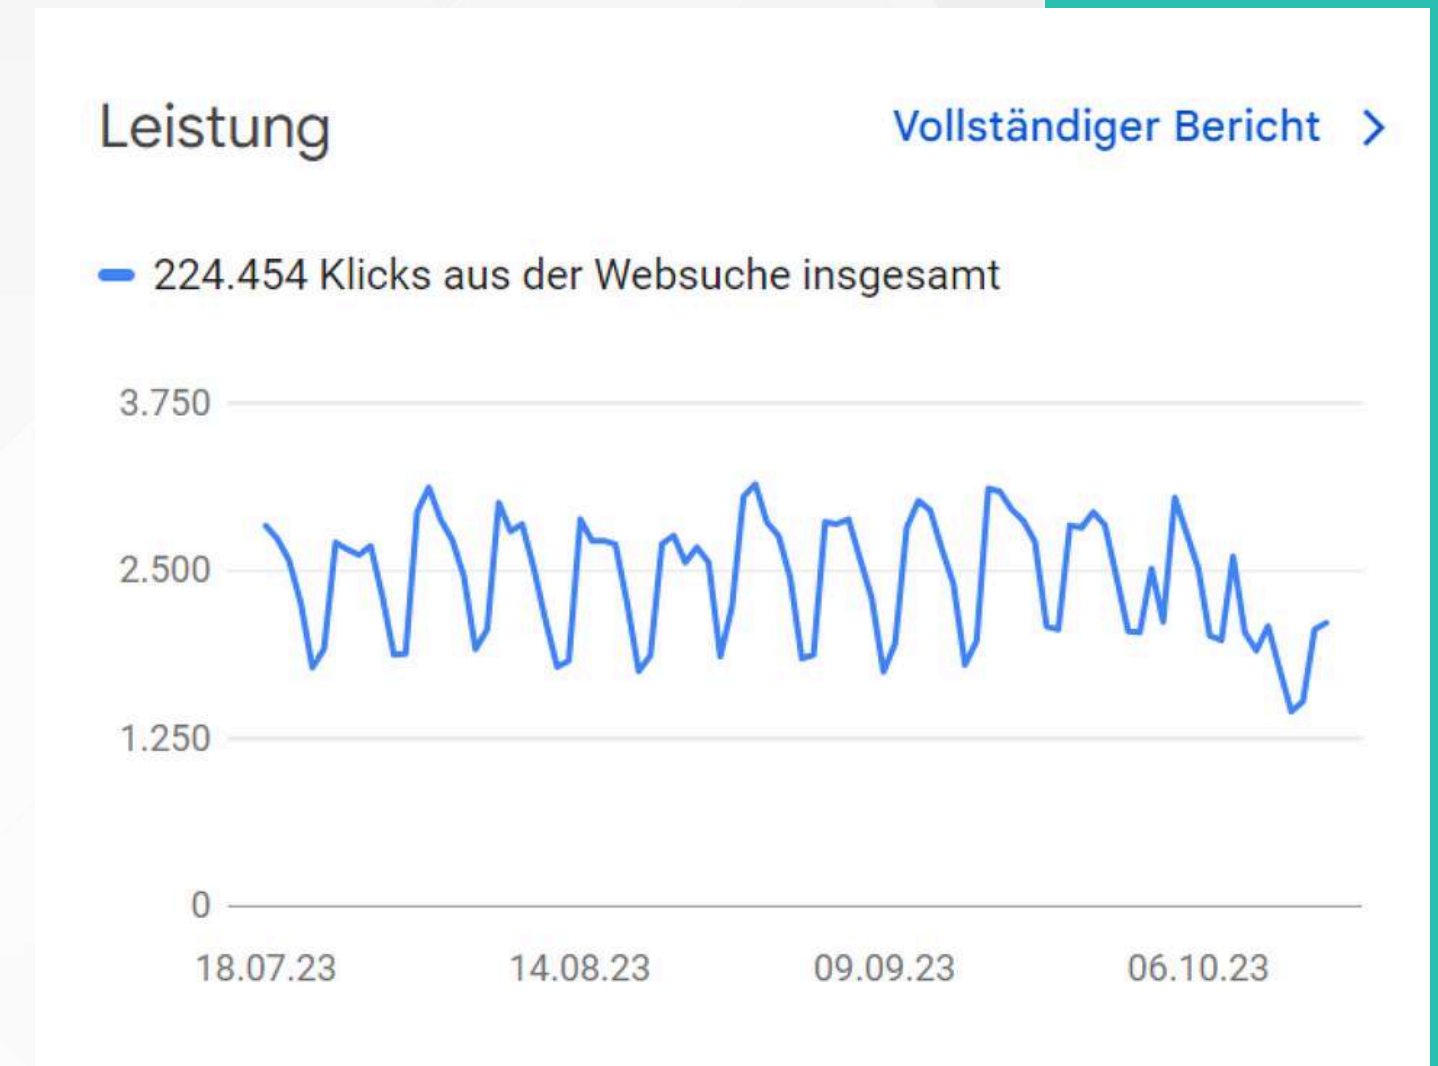 Leistung
Vollständiger Bericht
224.454 Klicks aus der Websuche insgesamt
3.750
2.500
1.250
0
18.07.23 14.08.23 09.09.23 06.10.23